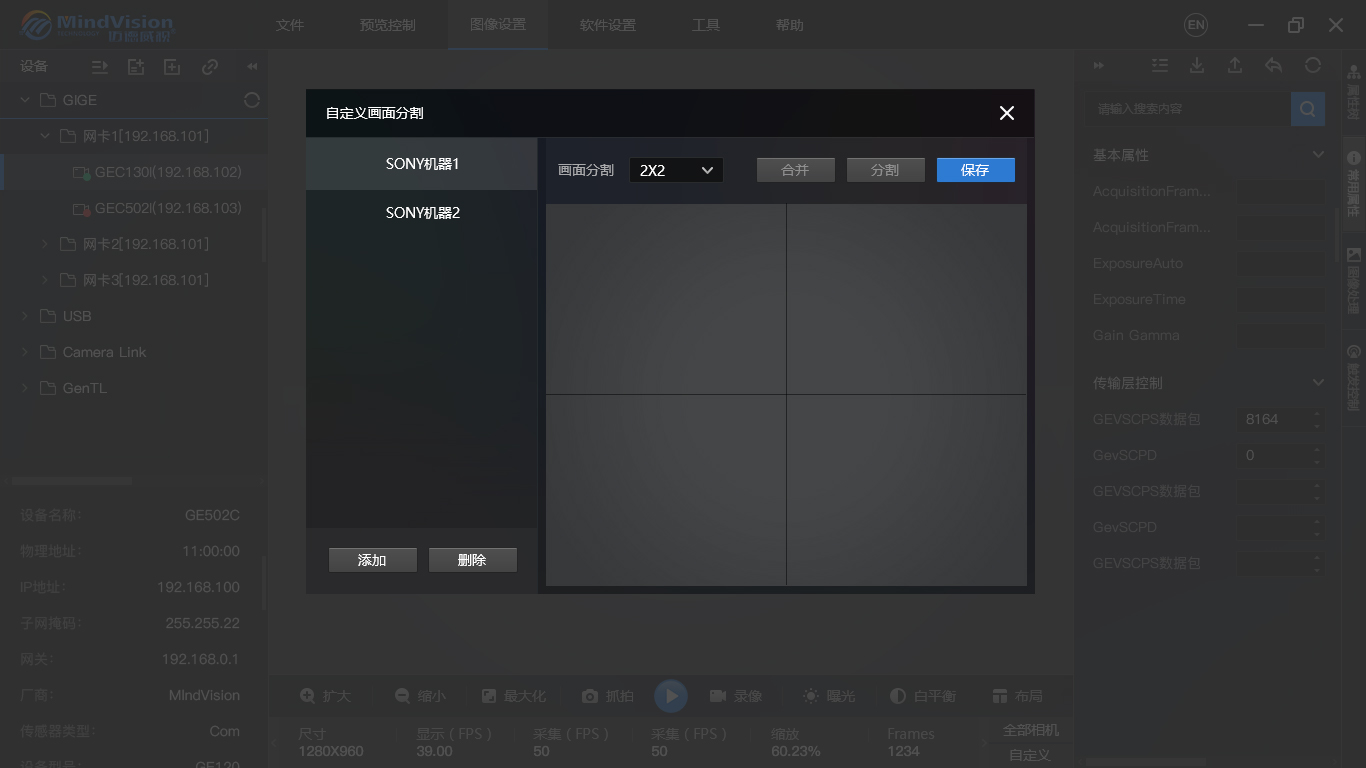 MindVision
文件
预览控制
图像设置
软件设置
工具
帮助
EN
设备
GIGE
网卡1[192.168.101]
GEC130I(192.168.102)
GEC502I(192.168.103)
网卡2[192.168.101]
网卡3[192.168.101]
USB
Camera Link
GenTL
设备名称: GE502C
物理地址: 11:00:00
IP地址: 192.168.100
子网掩码: 255.255.22
网关: 192.168.0.1
厂商: MIndVision
传感器类型: Com
设备型号: GE120
自定义画面分割
SONY机器1
SONY机器2
添加
删除
画面分割
2X2
合并
分割
保存
扩大
缩小
最大化
抓拍
录像
曝光
白平衡
布局
尺寸
1280X960
显示（FPS）
39.00
采集（FPS）
50
采集（FPS）
50
缩放
60.23%
Frames
1234
全部相机
自定义
请输入搜索内容
基本属性
AcquisitionFram...
AcquisitionFram...
ExposureAuto
ExposureTime
Gain Gamma
传输层控制
GEVSCPS数据包 8164
GevSCPD 0
GEVSCPS数据包
GevSCPD
GEVSCPS数据包
属性树
常用属性
图像处理
触发控制